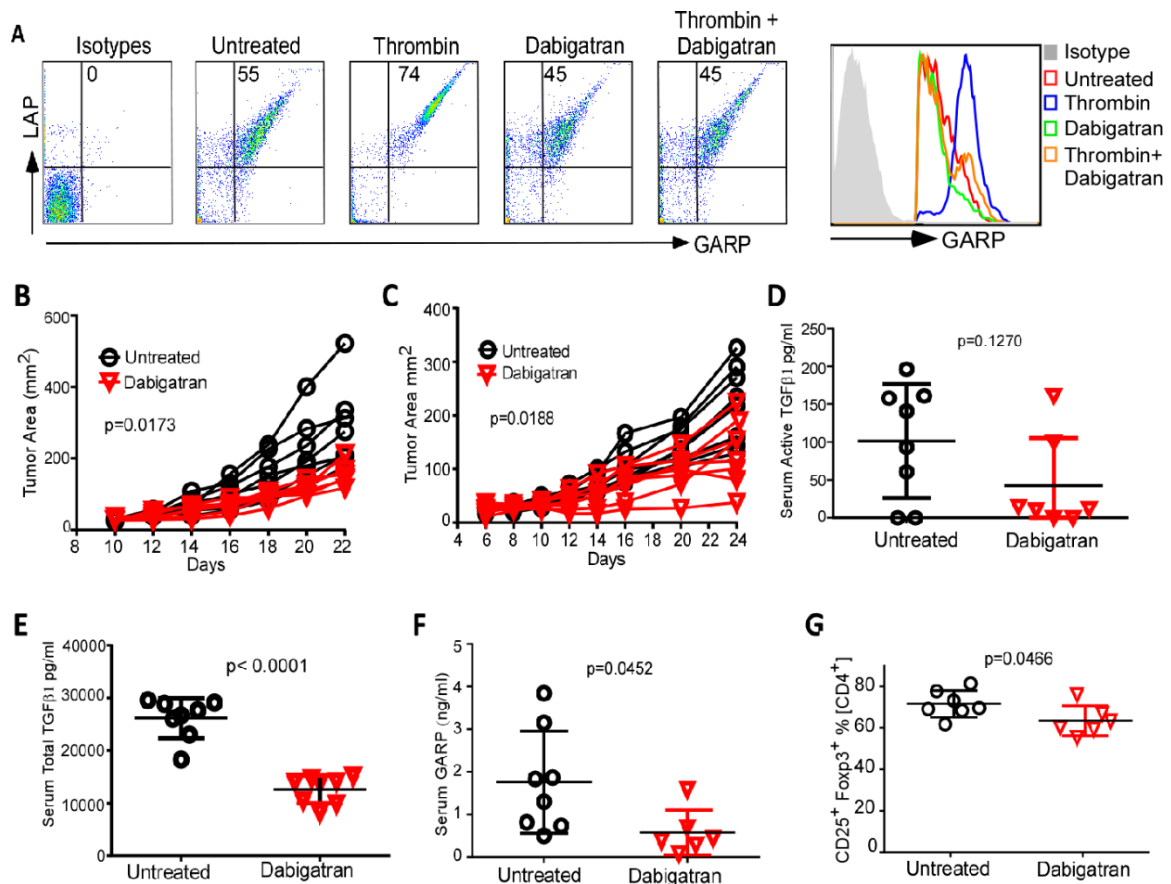 A
Isotypes
Untreated
Thrombin
Dabigatran
Thrombin +
Dabigatran
0
55
74
45
45
LAP
GARP
Isotype
Untreated
Thrombin
Dabigatran
Thrombin+
Dabigatran
GARP
B
Tumor Area (mm2)
600
400
200
0
Untreated
Dabigatran
p=0.0173
8 10 12 14 16 18 20 22
Days
C
Tumor Area mm2
400
300
200
100
0
Untreated
Dabigatran
p=0.0188
4 6 8 10 12 14 16 18 20 22 24
Days
D
Serum Active TGFβ1 pg/ml
250
200
150
100
50
0
p=0.1270
Untreated Dabigatran
E
Serum Total TGFβ1 pg/ml
40000
30000
20000
10000
0
p< 0.0001
Untreated Dabigatran
F
Serum GARP (ng/ml)
5
4
3
2
1
0
p=0.0452
Untreated Dabigatran
G
CD25+ Foxp3+ % [CD4+]
80
60
40
20
0
p=0.0466
Untreated Dabigatran